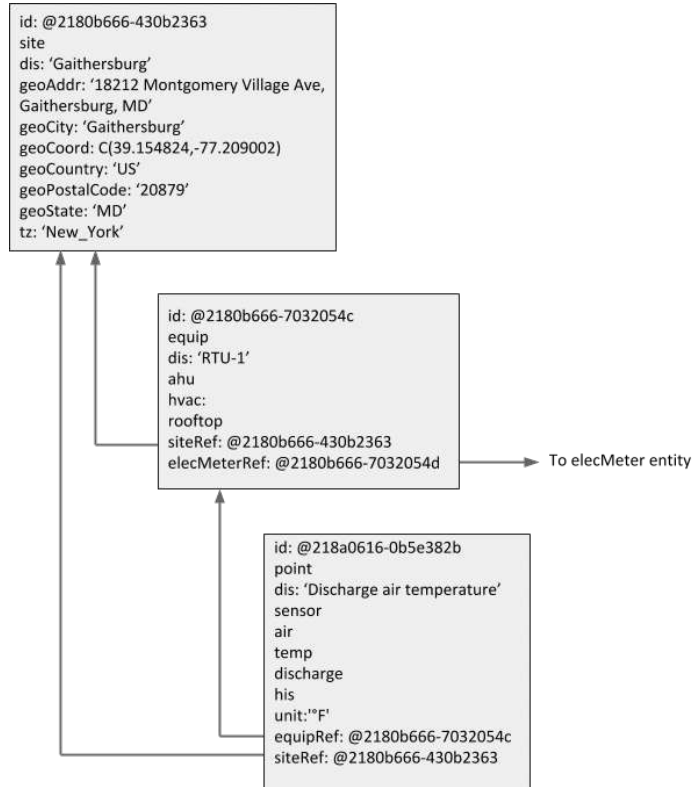 id: @2180b666-430b2363
site
dis: ‘Gaithersburg’
geoAddr: ‘18212 Montgomery Village Ave,
Gaithersburg, MD’
geoCity: ‘Gaithersburg’
geoCoord: C(39.154824,-77.209002)
geoCountry: ‘US’
geoPostalCode: ‘20879’
geoState: ‘MD’
tz: ‘New_York’
id: @2180b666-7032054c
equip
dis: ‘RTU-1’
ahu
hvac:
rooftop
siteRef: @2180b666-430b2363
elecMeterRef: @2180b666-7032054d
To elecMeter entity
id: @218a0616-0b5e382b
point
dis: ‘Discharge air temperature’
sensor
air
temp
discharge
his
unit:'°F'
equipRef: @2180b666-7032054c
siteRef: @2180b666-430b2363